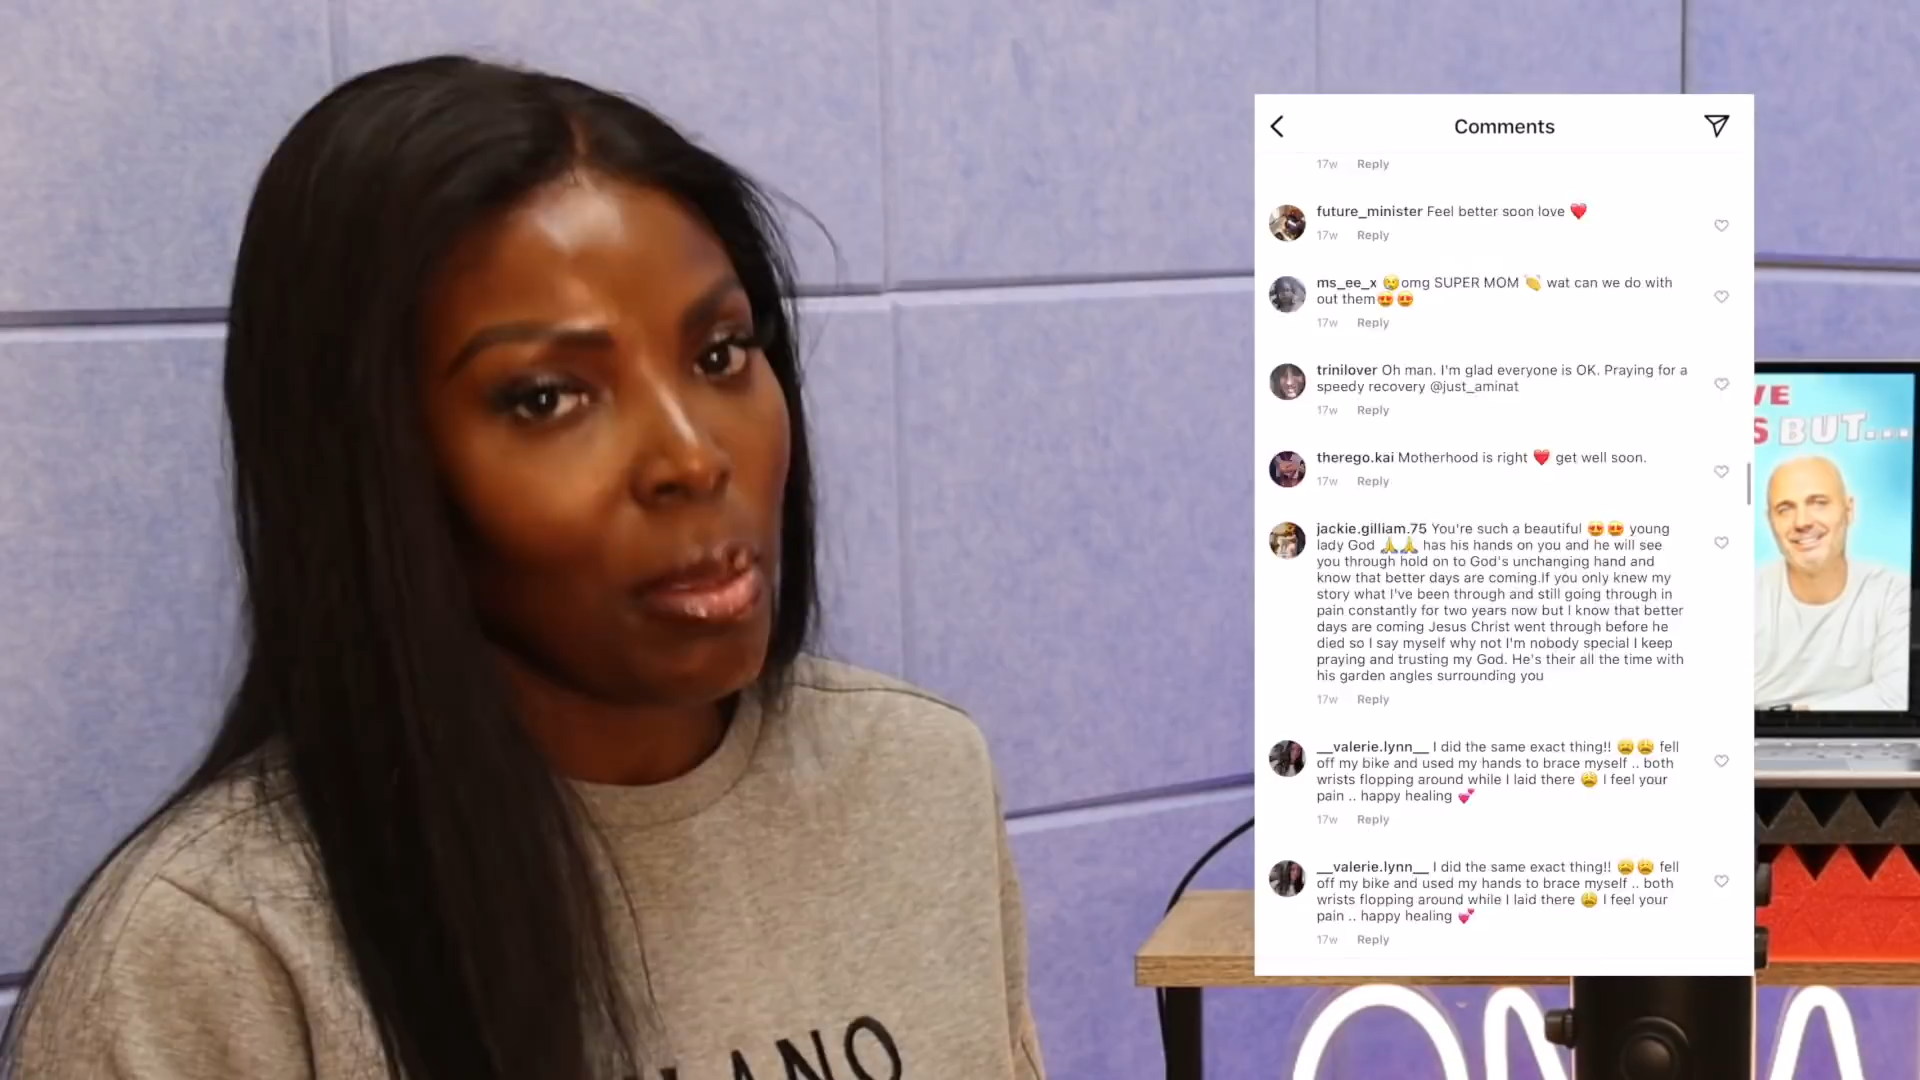 Comments
17w Reply
future_minister Feel better soon love ❤️
17w Reply
ms_ee_x 😢omg SUPER MOM 👏 wat can we do with
out them😍😍
17w Reply
trinilover Oh man. I'm glad everyone is OK. Praying for a
speedy recovery @just_aminat
17w Reply
therego.kai Motherhood is right ❤️ get well soon.
17w Reply
jackie.gilliam.75 You're such a beautiful 😍😍 young
lady God 🙏🙏 has his hands on you and he will see
you through hold on to God's unchanging hand and
know that better days are coming.If you only knew my
story what I've been through and still going through in
pain constantly for two years now but I know that better
days are coming Jesus Christ went through before he
died so I say myself why not I'm nobody special I keep
praying and trusting my God. He's their all the time with
his garden angles surrounding you
17w Reply
__valerie.lynn__ I did the same exact thing!! 😩😩 fell
off my bike and used my hands to brace myself .. both
wrists flopping around while I laid there 😩 I feel your
pain .. happy healing 💕
17w Reply
__valerie.lynn__ I did the same exact thing!! 😩😩 fell
off my bike and used my hands to brace myself .. both
wrists flopping around while I laid there 😩 I feel your
pain .. happy healing 💕
17w Reply
VE
S BUT...
LANO